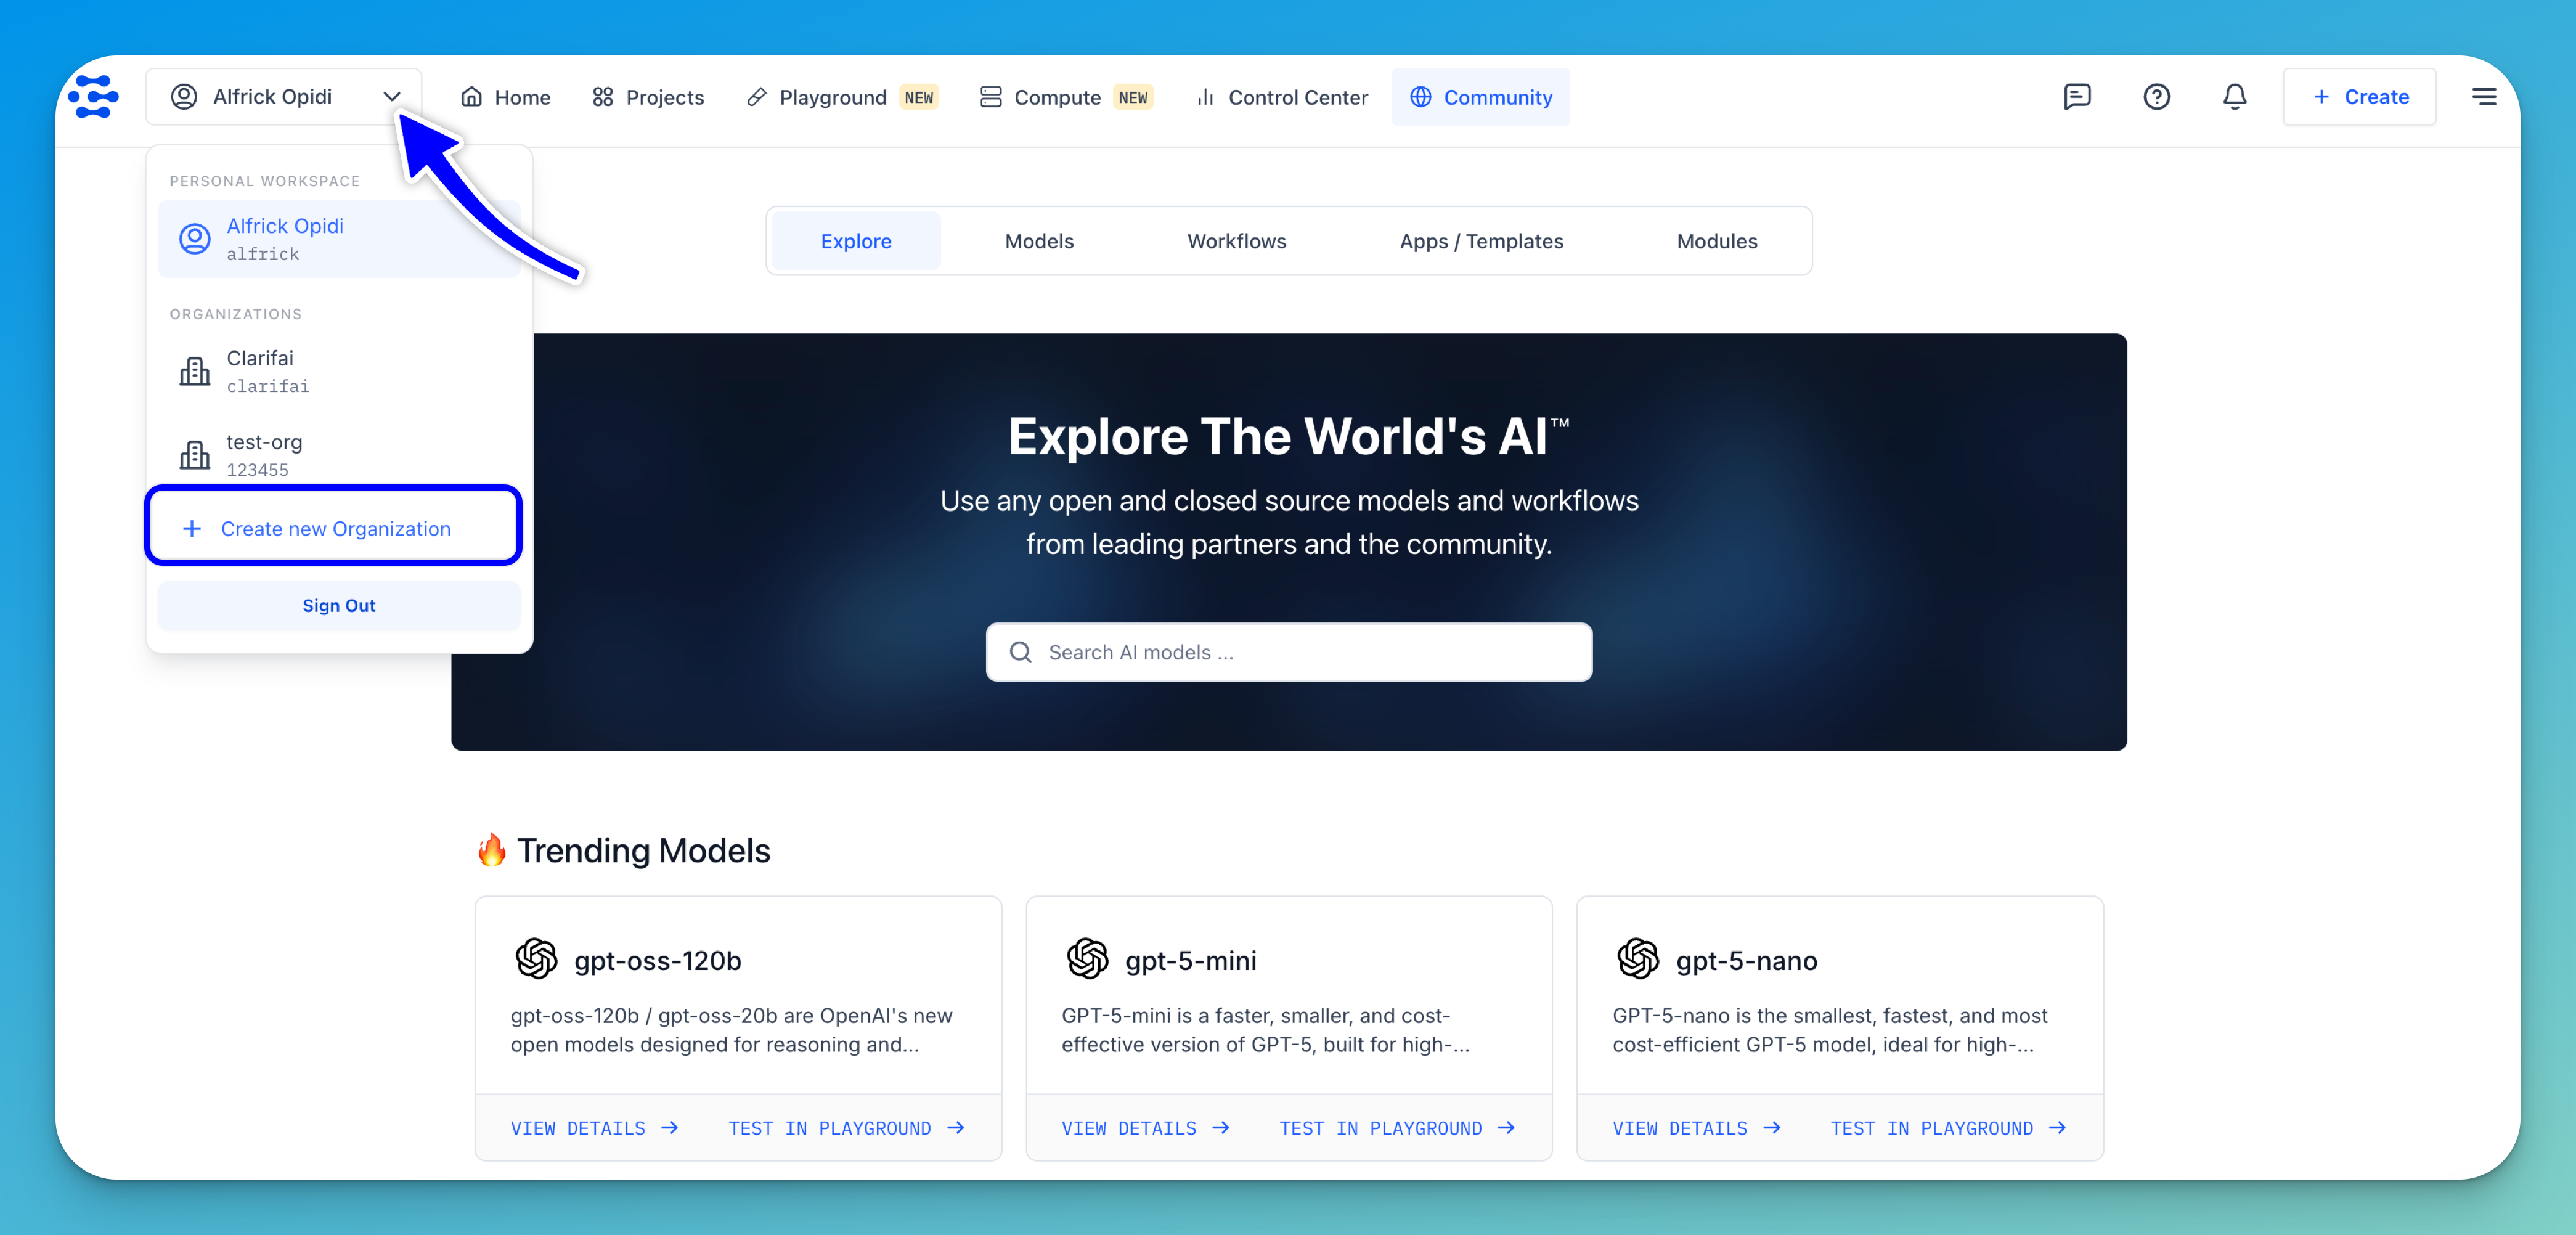 Alfrick Opidi
Home
Projects
Playground NEW
Compute NEW
Control Center
Community
+ Create
PERSONAL WORKSPACE
Alfrick Opidi
alfrick
ORGANIZATIONS
Clarifai
clarifai
test-org
123455
+ Create new Organization
Sign Out
Explore
Models
Workflows
Apps / Templates
Modules
Explore The World's AI™
Use any open and closed source models and workflows
from leading partners and the community.
Search AI models ...
🔥 Trending Models
gpt-oss-120b
gpt-oss-120b / gpt-oss-20b are OpenAI's new
open models designed for reasoning and...
VIEW DETAILS →
TEST IN PLAYGROUND →
gpt-5-mini
GPT-5-mini is a faster, smaller, and cost-
effective version of GPT-5, built for high-...
VIEW DETAILS →
TEST IN PLAYGROUND →
gpt-5-nano
GPT-5-nano is the smallest, fastest, and most
cost-efficient GPT-5 model, ideal for high-...
VIEW DETAILS →
TEST IN PLAYGROUND →